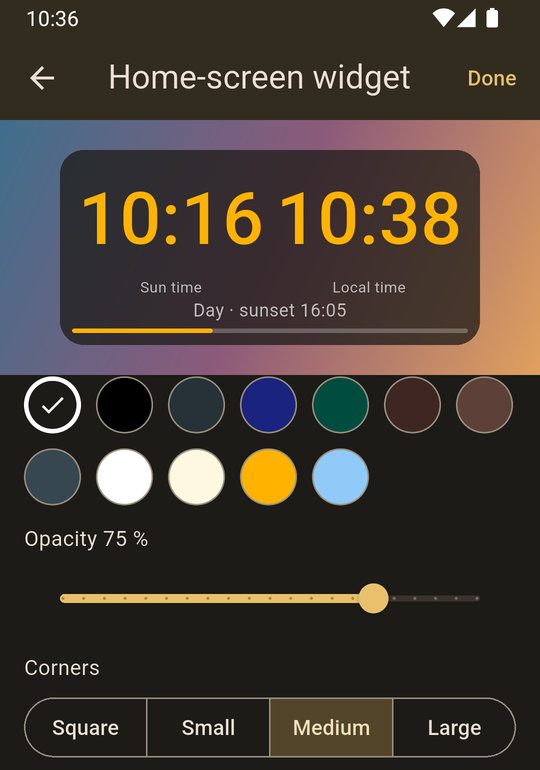 10:36
Home-screen widget
Done
10:16 10:38
Sun time Local time
Day · sunset 16:05
Opacity 75 %
Corners
Square Small Medium Large